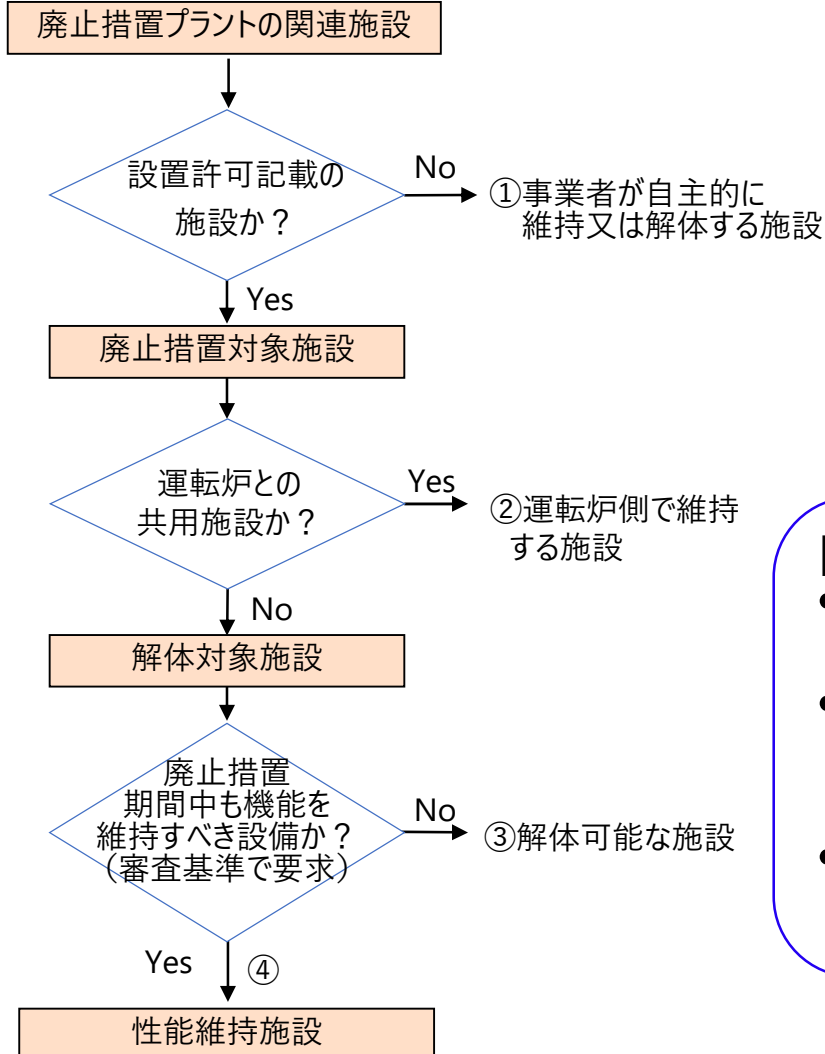 廃止措置プラントの関連施設
設置許可記載の
施設か？
No
①事業者が自主的に
維持又は解体する施設
Yes
廃止措置対象施設
運転炉との
共用施設か？
Yes
②運転炉側で維持
する施設
No
解体対象施設
廃止措置
期間中も機能を
維持すべき設備か？
（審査基準で要求）
No
③解体可能な施設
Yes
④
性能維持施設
•
•
•